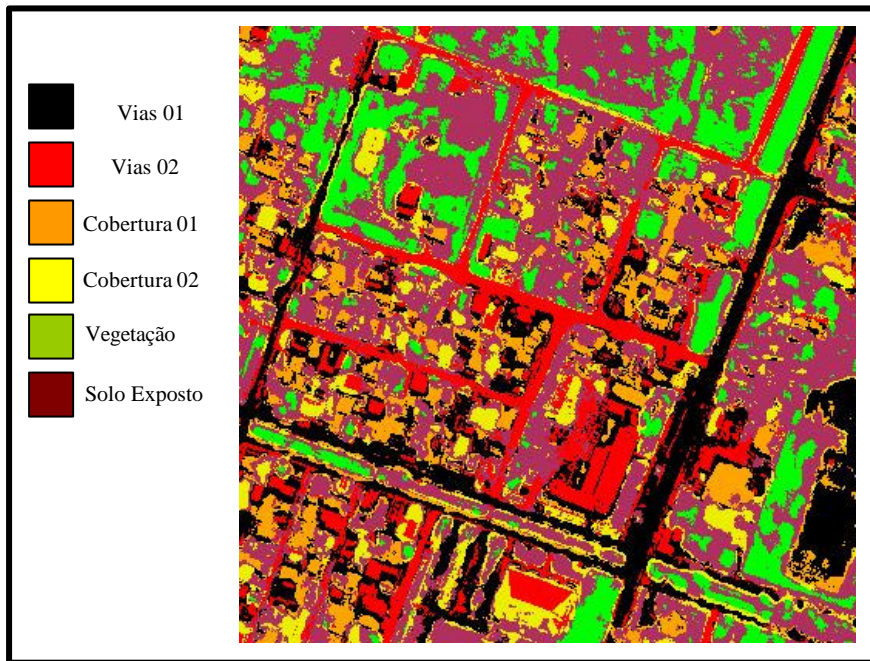 Vias 01
Vias 02
Cobertura 01
Cobertura 02
Vegetação
Solo Exposto